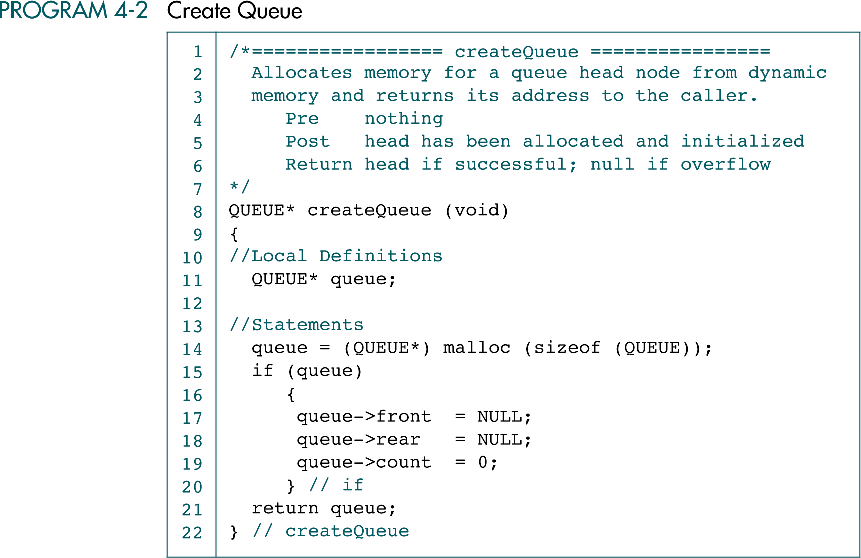 PROGRAM 4-2 Create Queue
1 /*================= createQueue ================
2 Allocates memory for a queue head node from dynamic
3 memory and returns its address to the caller.
4 Pre nothing
5 Post head has been allocated and initialized
6 Return head if successful; null if overflow
7 */
8 QUEUE* createQueue (void)
9 {
10 //Local Definitions
11 QUEUE* queue;
12
13 //Statements
14 queue = (QUEUE*) malloc (sizeof (QUEUE));
15 if (queue)
16 {
17 queue->front = NULL;
18 queue->rear = NULL;
19 queue->count = 0;
20 } // if
21 return queue;
22 } // createQueue